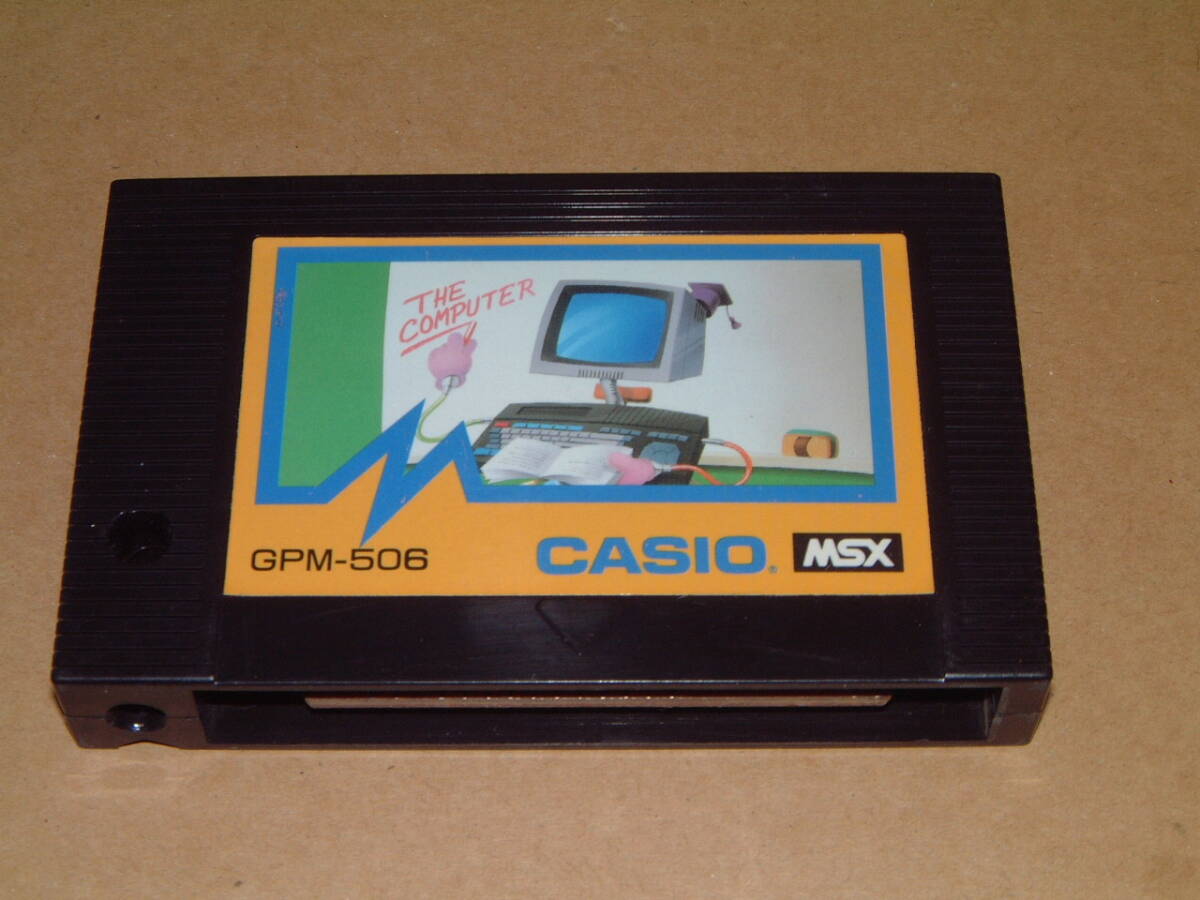 THE
COMPUTER
GPM-506
CASIO®
MSX